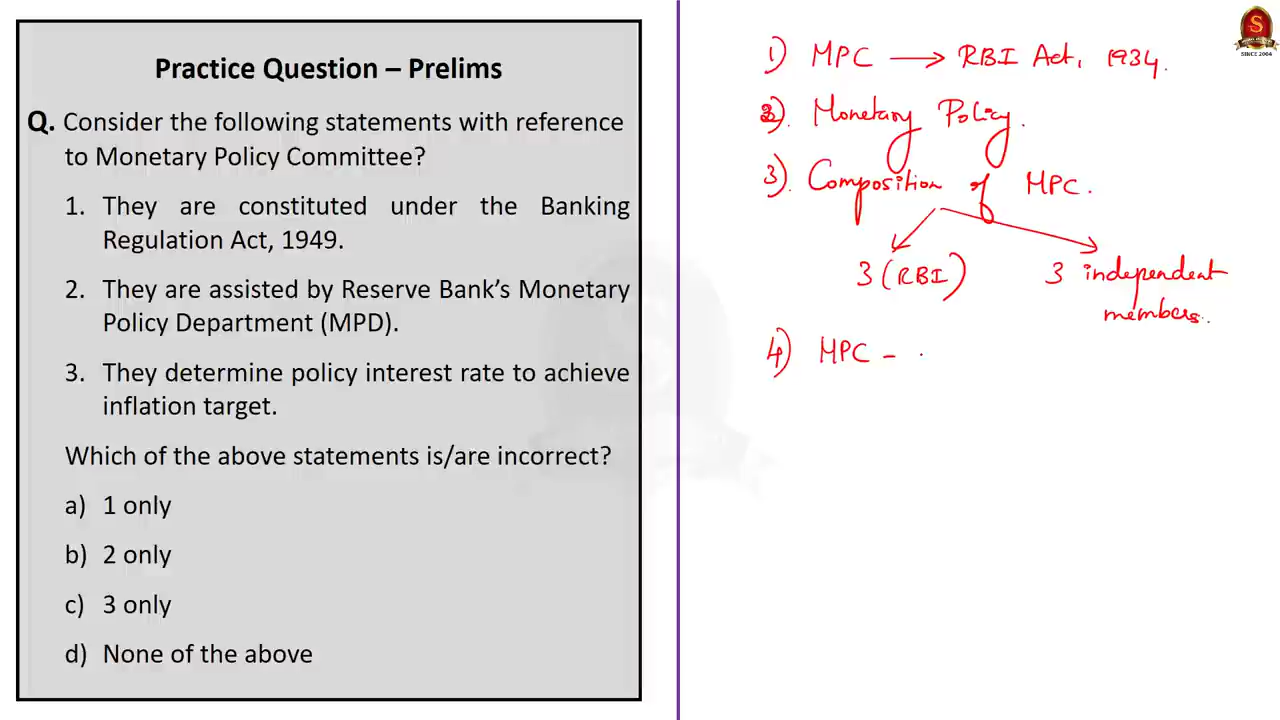 Practice Question – Prelims
Q. Consider the following statements with reference
to Monetary Policy Committee?
1. They are constituted under the Banking
Regulation Act, 1949.
2. They are assisted by Reserve Bank’s Monetary
Policy Department (MPD).
3. They determine policy interest rate to achieve
inflation target.
Which of the above statements is/are incorrect?
a) 1 only
b) 2 only
c) 3 only
d) None of the above
1) MPC → RBI Act, 1934.
2). Monetary Policy.
3). Composition of MPC.
3 (RBI) 3 independent
members.
4) MPC -
S
SINCE 2004